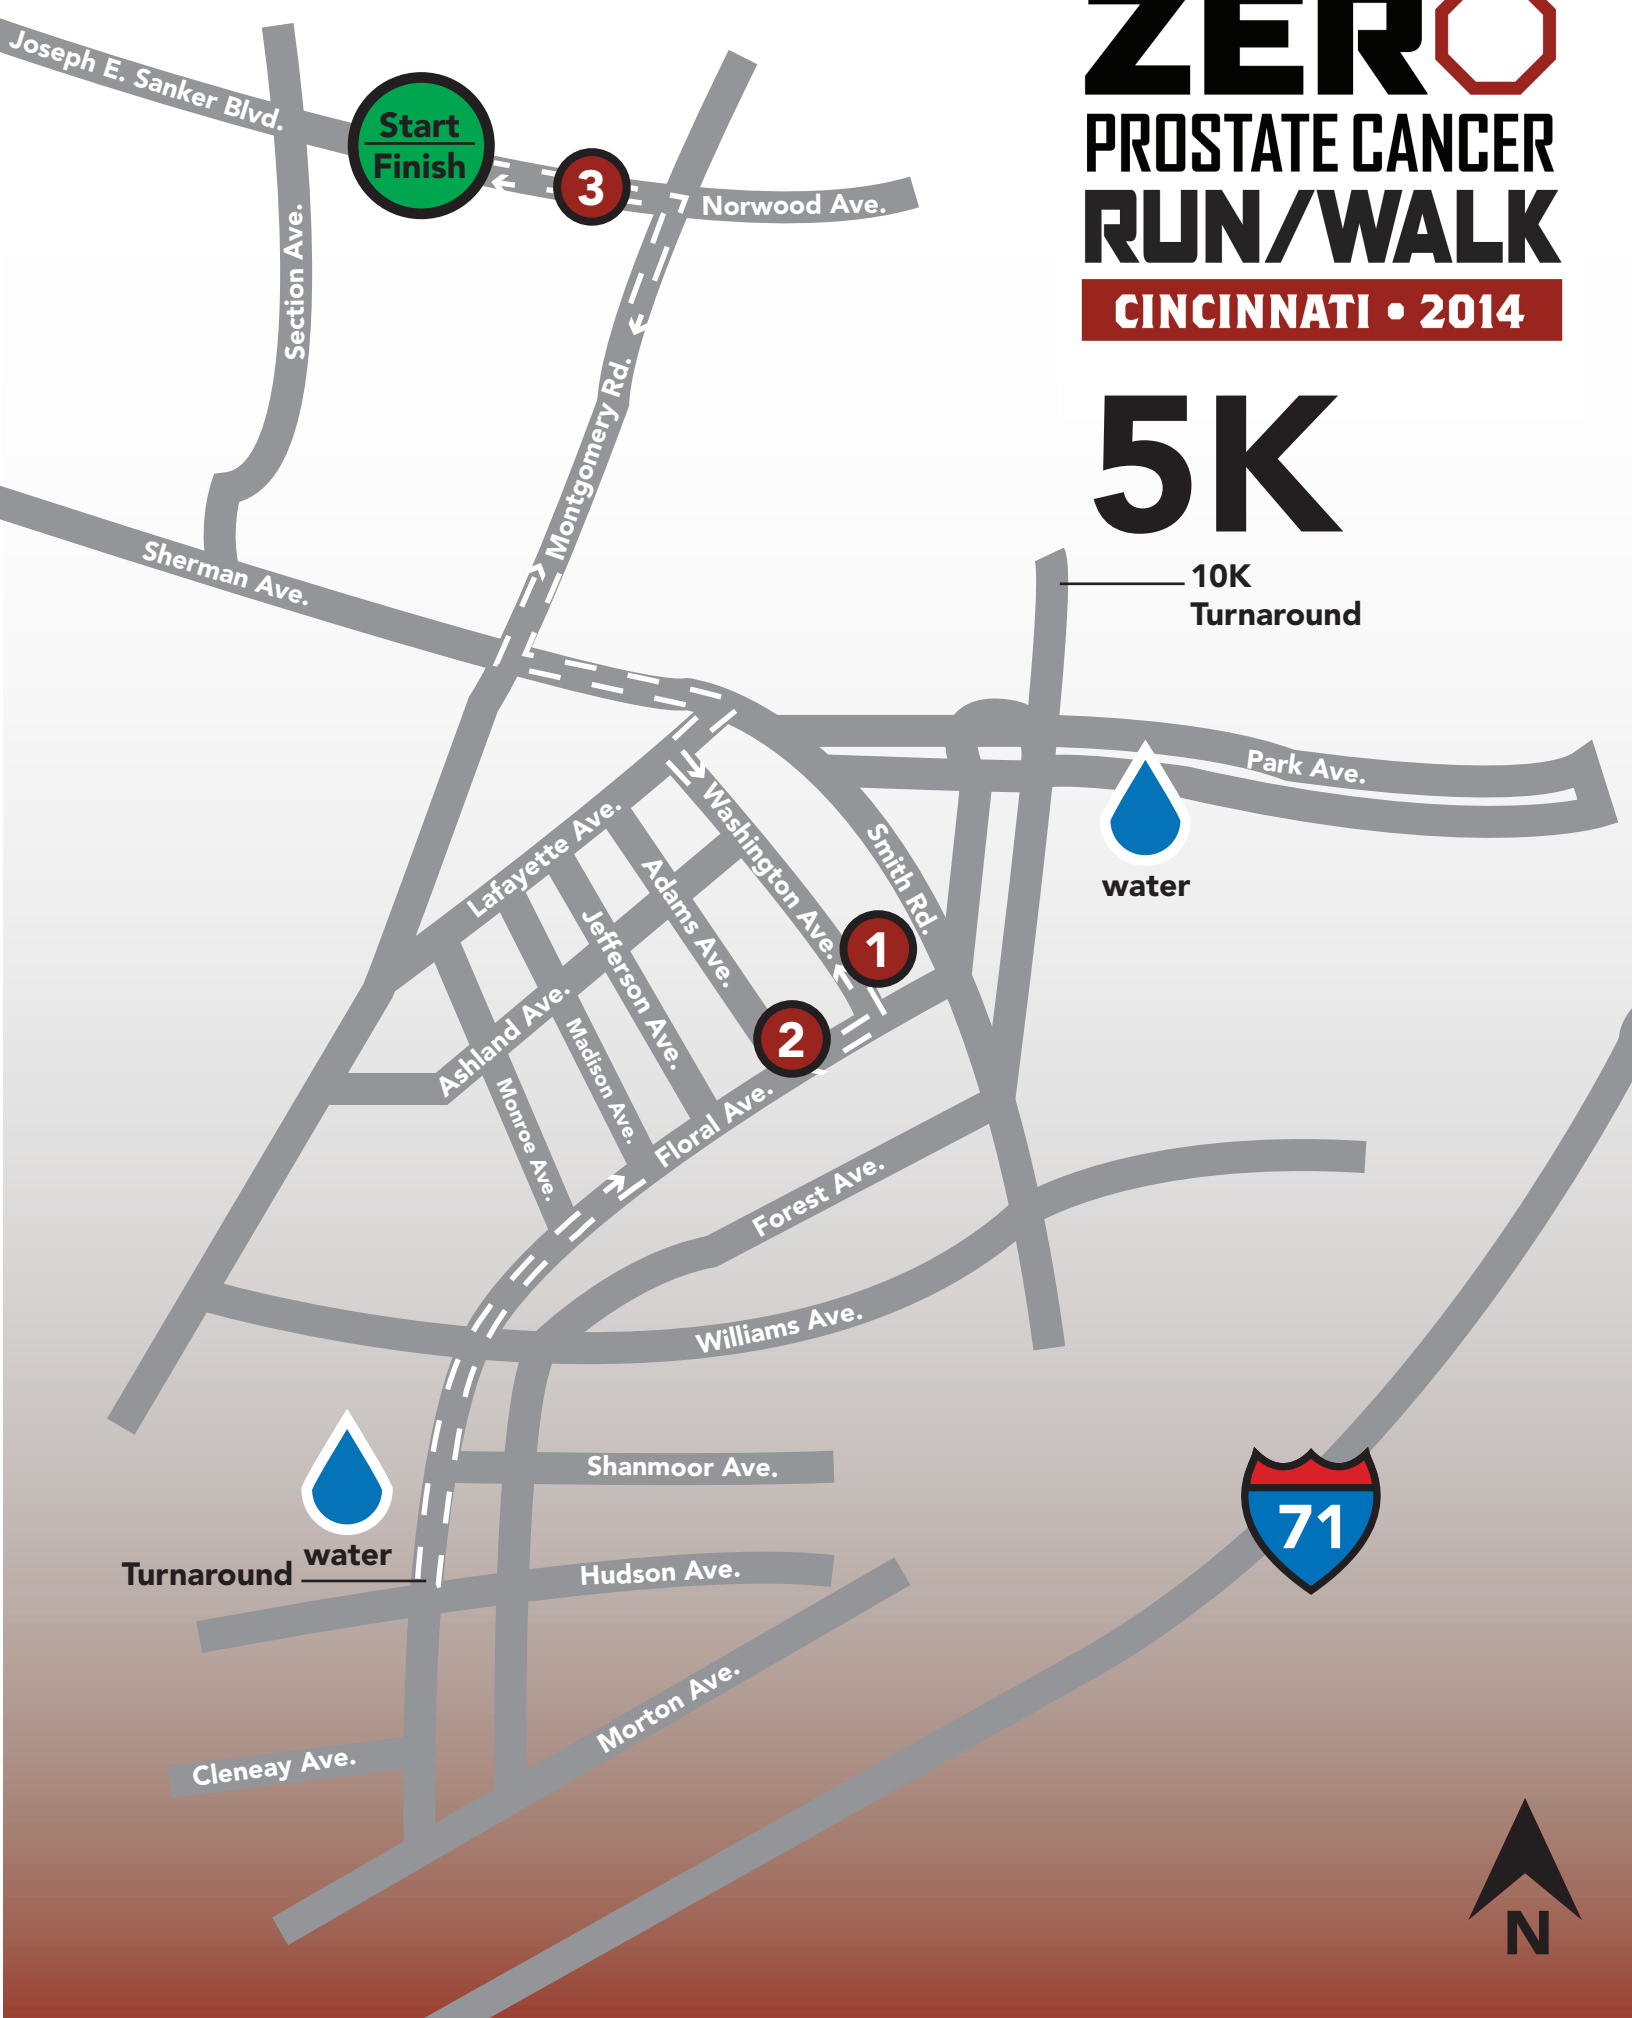 ZERO
PROSTATE CANCER
RUN/WALK
CINCINNATI • 2014
5K
Joseph E. Sanker Blvd.
Start
Finish
3
Norwood Ave.
Section Ave.
Montgomery Rd.
Sherman Ave.
10K
Turnaround
Park Ave.
water
Lafayette Ave.
Washington Ave.
Smith Rd.
Adams Ave.
Jefferson Ave.
1
2
Ashland Ave.
Madison Ave.
Monroe Ave.
Floral Ave.
Forest Ave.
Williams Ave.
Shanmoor Ave.
71
water
Turnaround
Hudson Ave.
Morton Ave.
Cleneay Ave.
N